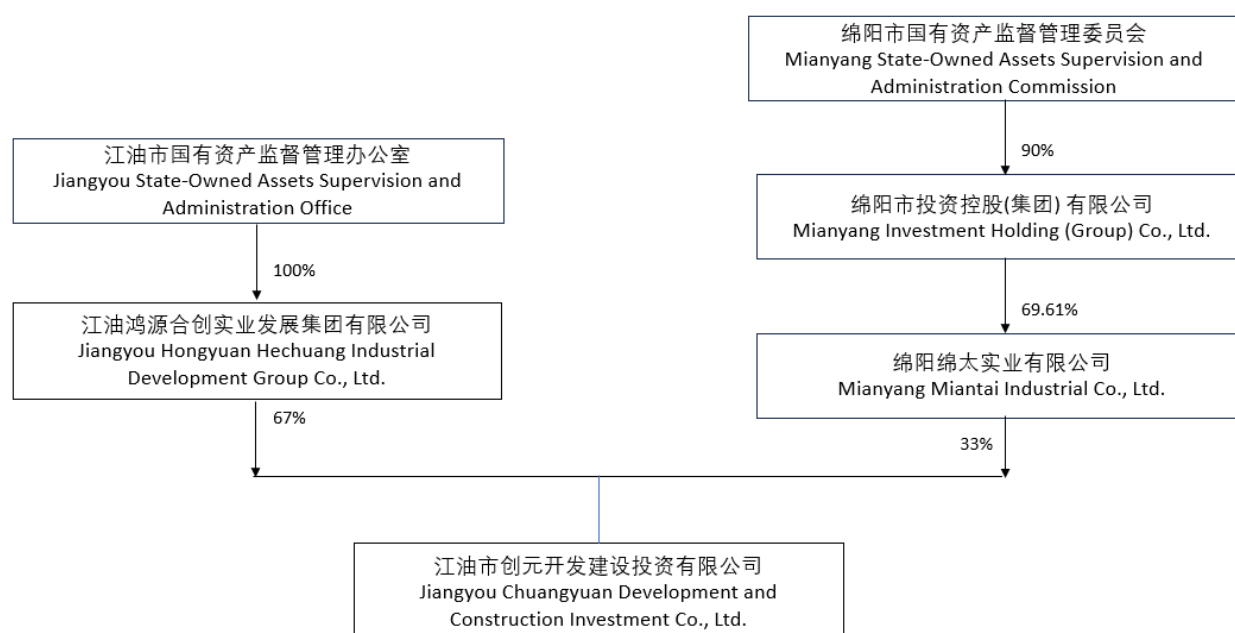 绵阳市国有资产监督管理委员会
Mianyang State-Owned Assets Supervision and
Administration Commission
90%
江油市国有资产监督管理办公室
Jiangyou State-Owned Assets Supervision and
Administration Office
绵阳市投资控股(集团) 有限公司
Mianyang Investment Holding (Group) Co., Ltd.
100%
69.61%
江油鸿源合创实业发展集团有限公司
Jiangyou Hongyuan Hechuang Industrial
Development Group Co., Ltd.
绵阳绵太实业有限公司
Mianyang Miantai Industrial Co., Ltd.
67%
33%
江油市创元开发建设投资有限公司
Jiangyou Chuangyuan Development and
Construction Investment Co., Ltd.